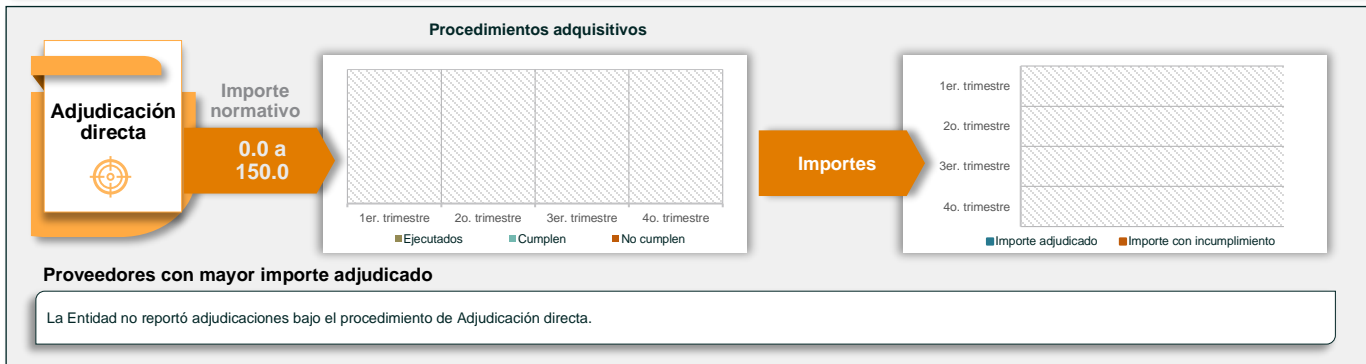 Procedimientos adquisitivos
Adjudicación
directa
Importe
normativo
0.0 a
150.0
1er. trimestre 2o. trimestre 3er. trimestre 4o. trimestre
Ejecutados Cumplen No cumplen
Importes
1er. trimestre
2o. trimestre
3er. trimestre
4o. trimestre
Importe adjudicado Importe con incumplimiento
Proveedores con mayor importe adjudicado
La Entidad no reportó adjudicaciones bajo el procedimiento de Adjudicación directa.